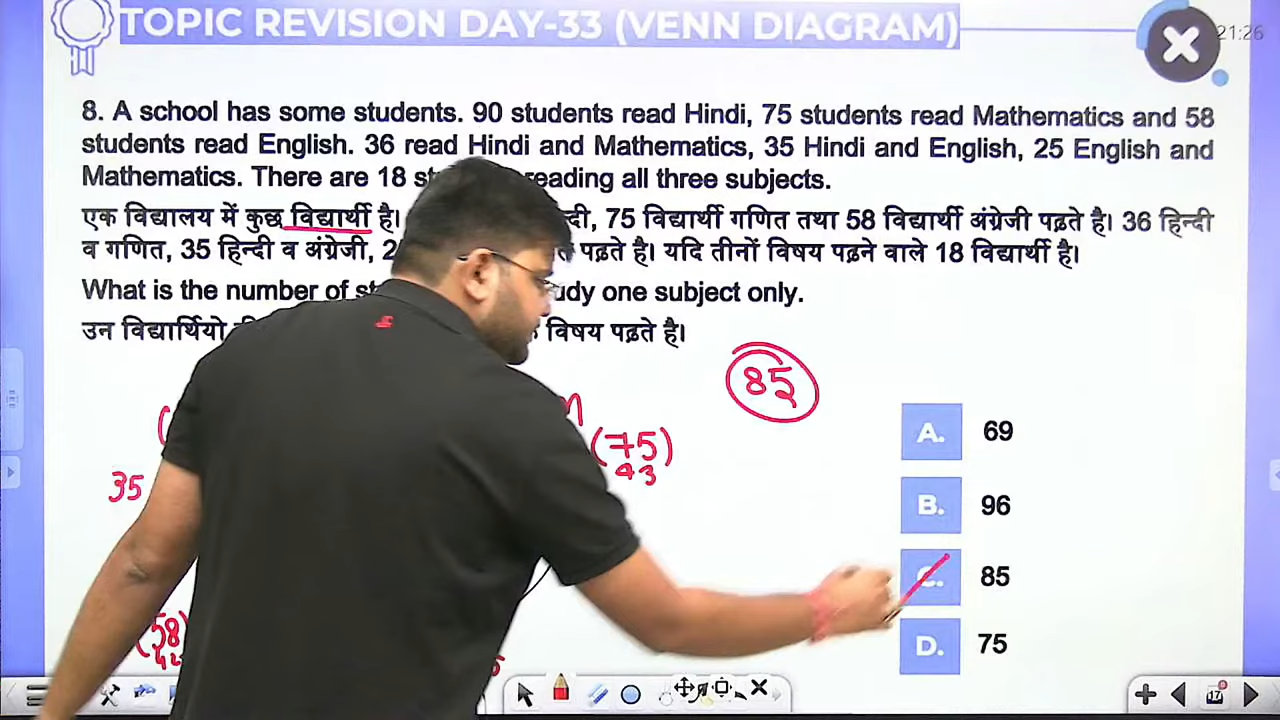 TOPIC REVISION DAY-33 (VENN DIAGRAM)
21:26
8. A school has some students. 90 students read Hindi, 75 students read Mathematics and 58
students read English. 36 read Hindi and Mathematics, 35 Hindi and English, 25 English and
Mathematics. There are 18 reading all three subjects.
एक विद्यालय में कुछ विद्यार्थी है। 75 विद्यार्थी गणित तथा 58 विद्यार्थी अंग्रेजी पढ़ते है। 36 हिन्दी
व गणित, 35 हिन्दी व अंग्रेजी, पढ़ते है। यदि तीनों विषय पढ़ने वाले 18 विद्यार्थी है।
What is the number of one subject only.
उन विद्यार्थियो विषय पढ़ते है।
85
(75)
43
35
(58)
A. 69
B. 96
C. 85
D. 75
17